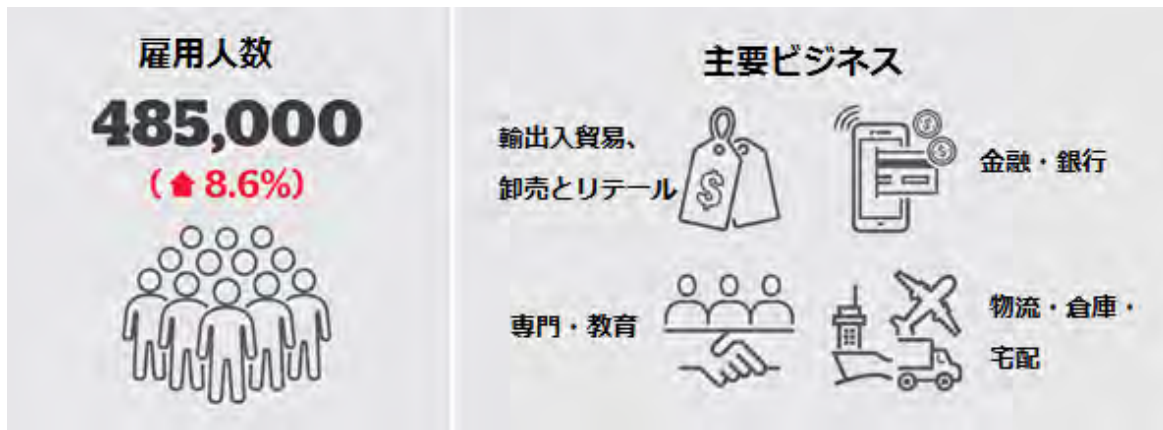 雇用人数
485,000
(⬆ 8.6%)
主要ビジネス
輸出入貿易、
卸売とリテール
$
金融・銀行
$
$
専門・教育
物流・倉庫・
宅配